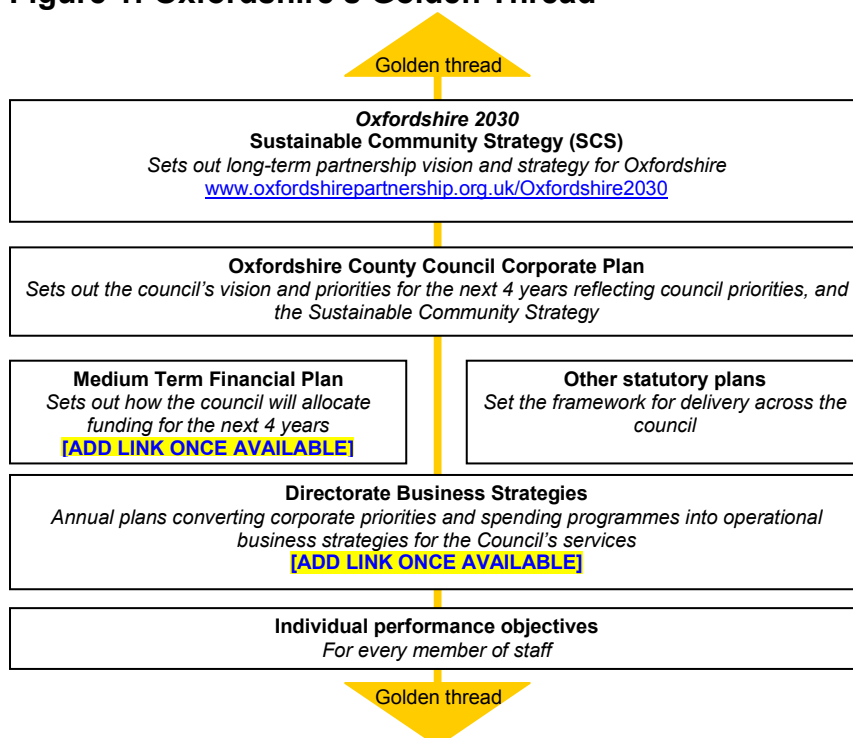 Figure 1: Oxfordshire's Golden Thread
Golden thread
Oxfordshire 2030
Sustainable Community Strategy (SCS)
Sets out long-term partnership vision and strategy for Oxfordshire
www.oxfordshirepartnership.org.uk/Oxfordshire2030
Oxfordshire County Council Corporate Plan
Sets out the council's vision and priorities for the next 4 years reflecting council priorities, and
the Sustainable Community Strategy
Medium Term Financial Plan
Sets out how the council will allocate
funding for the next 4 years
[ADD LINK ONCE AVAILABLE]
Other statutory plans
Set the framework for delivery across the
council
Directorate Business Strategies
Annual plans converting corporate priorities and spending programmes into operational
business strategies for the Council's services
[ADD LINK ONCE AVAILABLE]
Individual performance objectives
For every member of staff
Golden thread